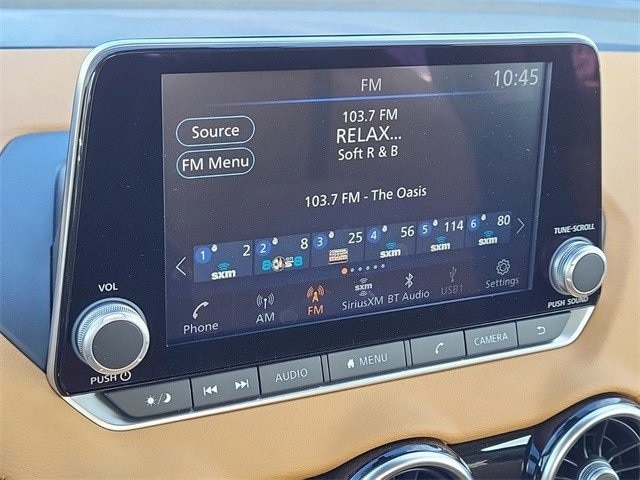 FM
10:45
Source
103.7 FM
RELAX...
FM Menu
Soft R & B
103.7 FM - The Oasis
1 2 2 8 3 25 4 56 5 114 6 80
sxm sxm sxm sxm
Phone AM FM SiriusXM BT Audio USB1 Settings
sxm
VOL
PUSH
TUNE-SCROLL
PUSH SOUND
AUDIO MENU CAMERA